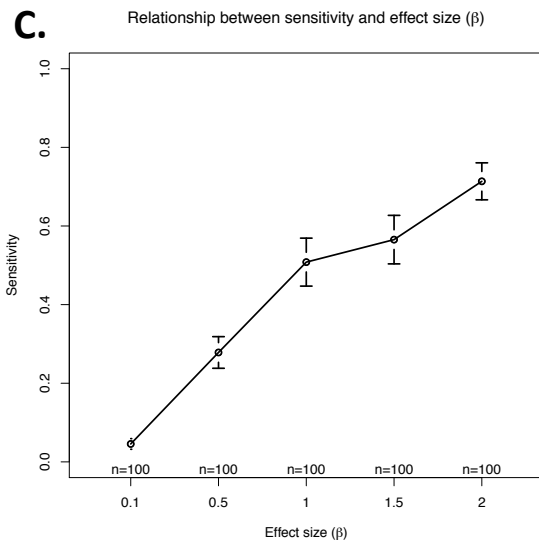 C.
Relationship between sensitivity and effect size (β)
1.0
0.8
0.6
0.4
0.2
0.0
Sensitivity
n=100 n=100 n=100 n=100 n=100
0.1 0.5 1 1.5 2
Effect size (β)